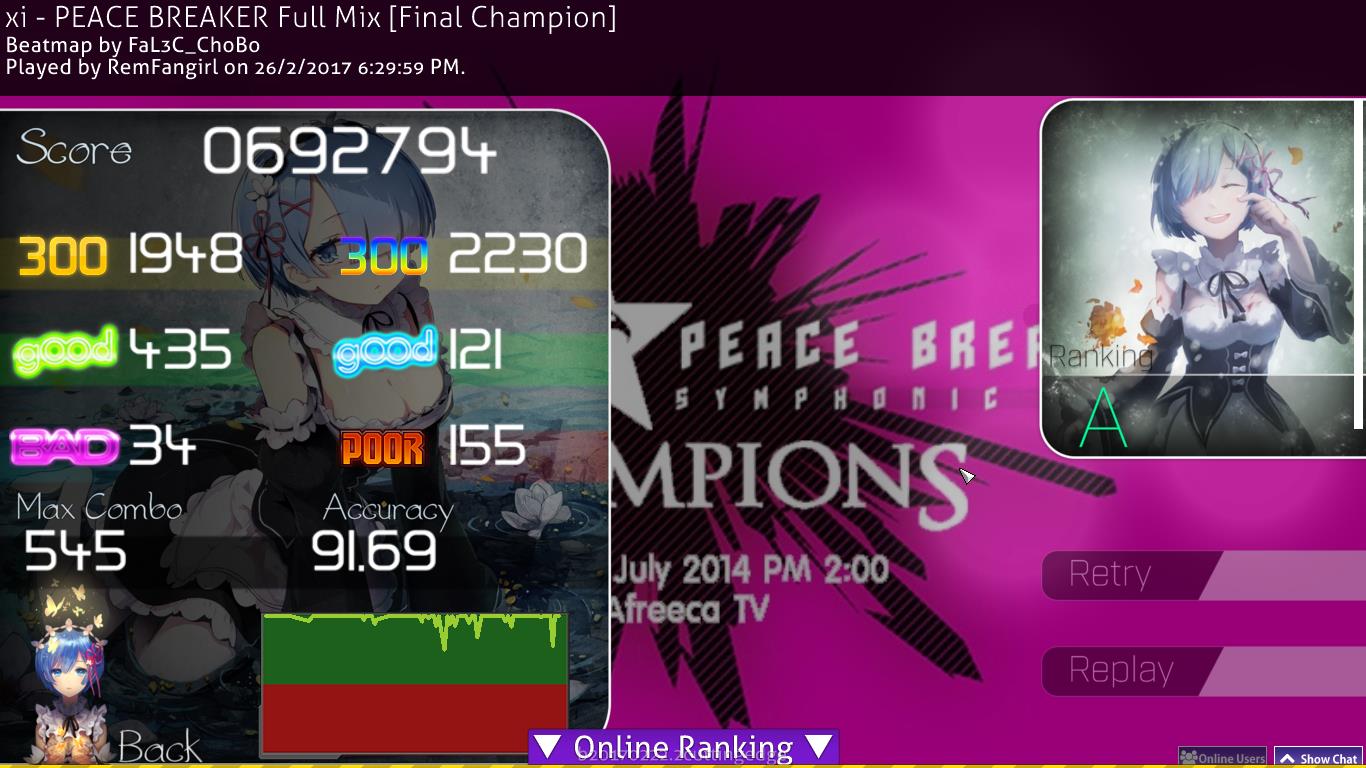 xi - PEACE BREAKER Full Mix [Final Champion]
Beatmap by FaL3C_ChoBo
Played by RemFangirl on 26/2/2017 6:29:59 PM.
Score 0692794
300 1948 300 2230
good 435 good 121
BAD 34 POOR 155
Max Combo Accuracy
545 91.69
Back
PEACE BREA
SYMPHONIC
MPIONS
July 2014 PM 2:00
Afreeca TV
Ranking
A
Retry
Replay
▼ Online Ranking ▼
b20170222.2cuttingedge
Online Users Show Chat